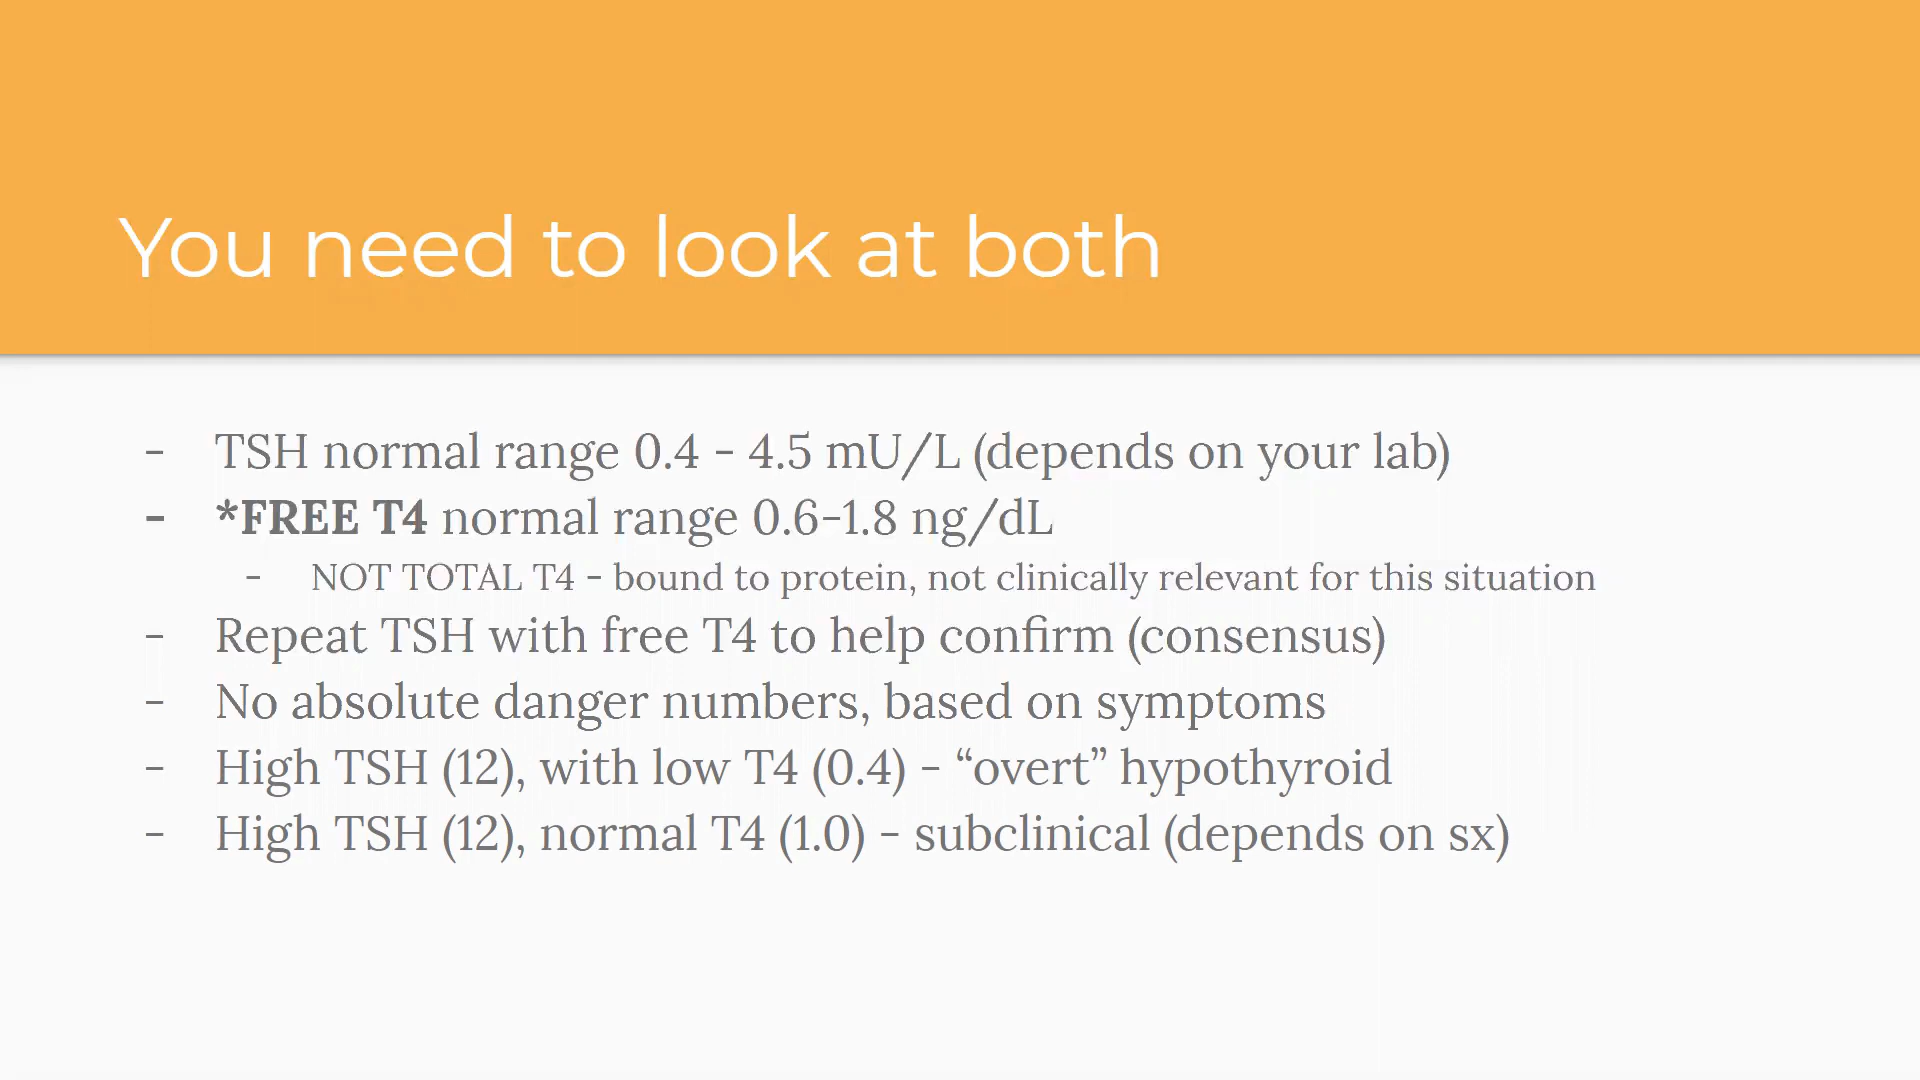 You need to look at both
- TSH normal range 0.4 - 4.5 mU/L (depends on your lab)
- *FREE T4 normal range 0.6-1.8 ng/dL
- NOT TOTAL T4 - bound to protein, not clinically relevant for this situation
- Repeat TSH with free T4 to help confirm (consensus)
- No absolute danger numbers, based on symptoms
- High TSH (12), with low T4 (0.4) - “overt” hypothyroid
- High TSH (12), normal T4 (1.0) - subclinical (depends on sx)